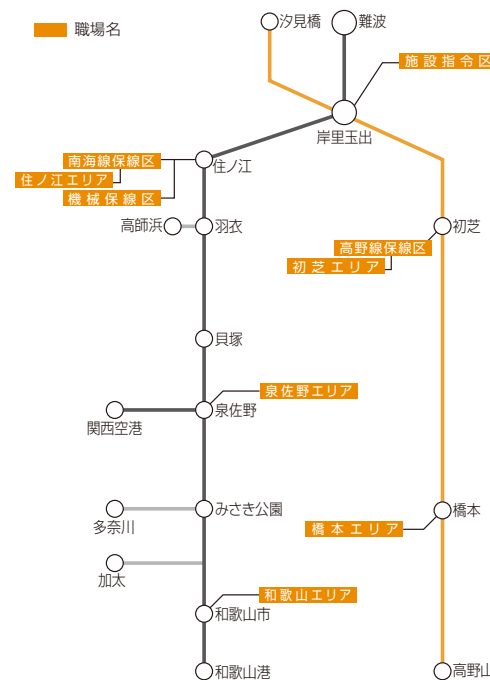 職場名
汐見橋
難波
施設指令区
岸里玉出
南海線保線区
住ノ江
住ノ江エリア
機械保線区
高師浜
羽衣
初芝
高野線保線区
初芝エリア
貝塚
泉佐野エリア
泉佐野
関西空港
みさき公園
橋本
多奈川
橋本エリア
加太
和歌山エリア
和歌山市
和歌山港
高野山